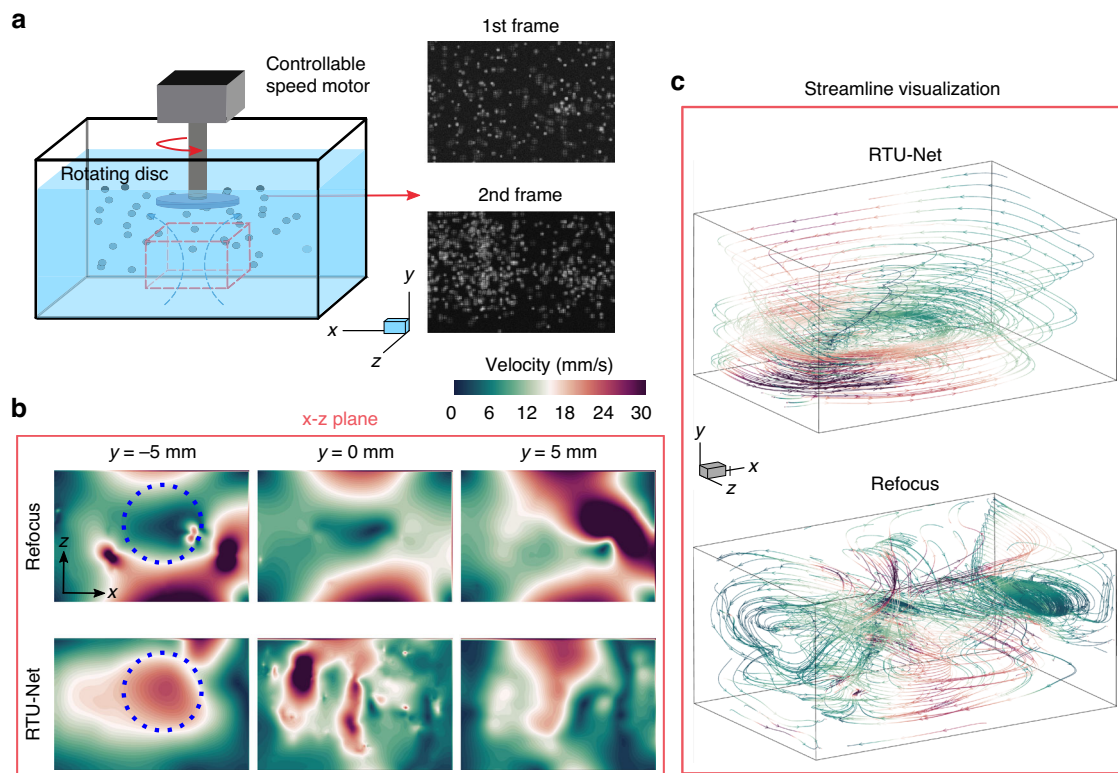 a
Controllable
speed motor
Rotating disc
1st frame
2nd frame
y
x
z
Velocity (mm/s)
0 6 12 18 24 30
b
x-z plane
y = –5 mm
y = 0 mm
y = 5 mm
Refocus
z
x
RTU-Net
c
Streamline visualization
RTU-Net
y
x
z
Refocus